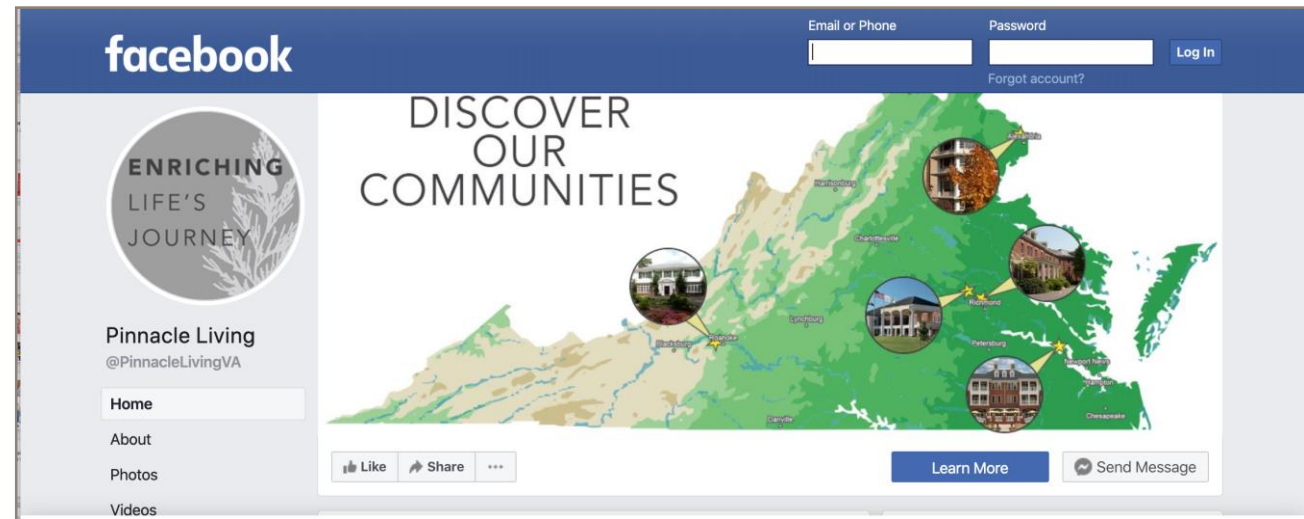 facebook
Email or Phone
Password
Log In
Forgot account?
ENRICHING
LIFE'S
JOURNEY
Pinnacle Living
@PinnacleLivingVA
Home
About
Photos
Videos
DISCOVER
OUR
COMMUNITIES
Alexandria
Harrisonburg
Charlottesville
Richmond
Lynchburg
Petersburg
Roanoke
Blacksburg
Newport News
Hampton
Chesapeake
Danville
Like
Share
Learn More
Send Message